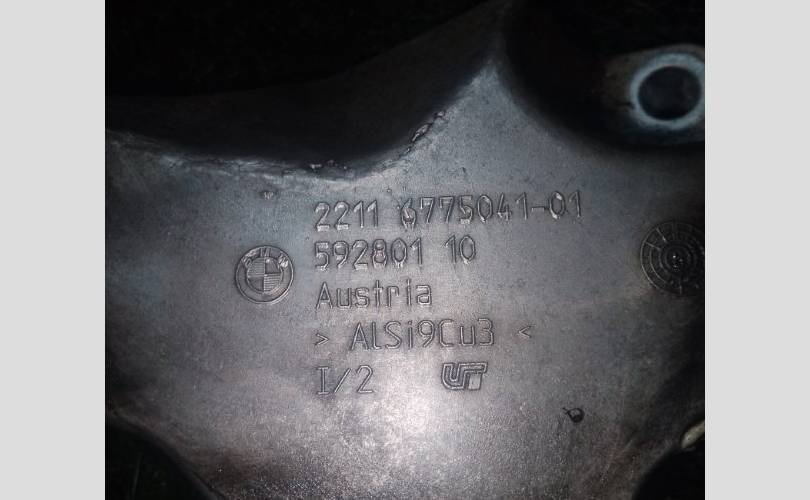 2211 6775041-01
592801 10
Austria
> AlSi9Cu3 <
I/2